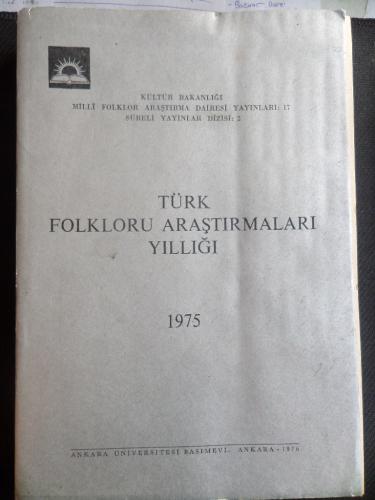 KÜLTÜR BAKANLIĞI
MİLLÎ FOLKLOR ARAŞTIRMA DAİRESİ YAYINLARI: 17
SÜRELİ YAYINLAR DİZİSİ: 2
TÜRK
FOLKLORU ARAŞTIRMALARI
YILLIĞI
1975
ANKARA ÜNİVERSİTESİ BASIMEVİ. ANKARA - 1976